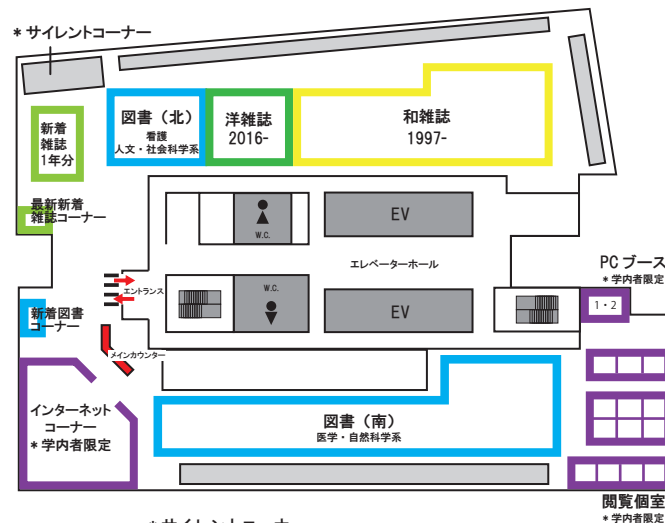 *サイレントコーナー
図書（北）
看護
人文・社会科学系
洋雑誌
2016-
和雑誌
1997-
新着
雑誌
1年分
最新新着
雑誌コーナー
W.C.
EV
エレベーターホール
PCブース
*学内者限定
1・2
エントランス
W.C.
EV
新着図書
コーナー
メインカウンター
インターネット
コーナー
*学内者限定
図書（南）
医学・自然科学系
閲覧個室
*学内者限定